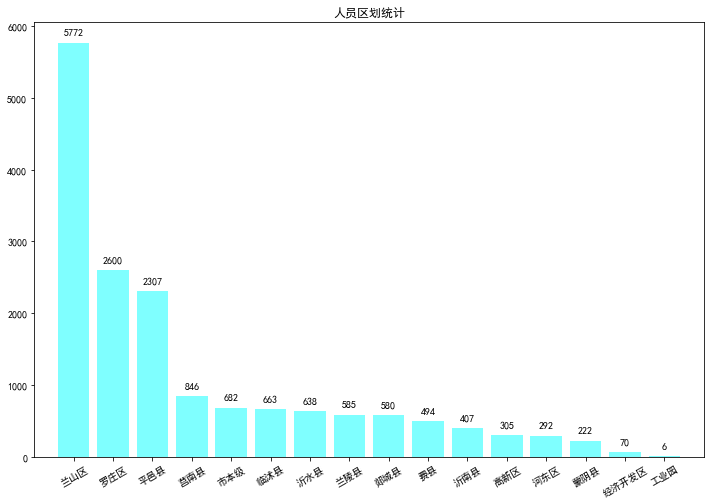 人员区划统计
6000
5000
4000
3000
2000
1000
0
5772
2600
2307
846
682
663
638
585
580
494
407
305
292
222
70
6
兰山区
罗庄区
平邑县
莒南县
市本级
临沭县
沂水县
兰陵县
郯城县
费县
沂南县
高新区
河东区
蒙阴县
经济开发区
工业园